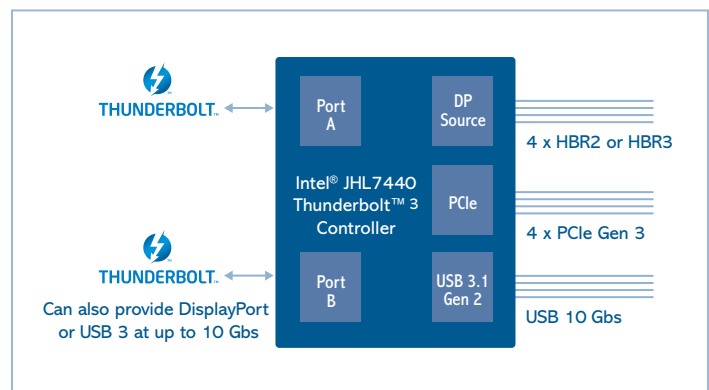 THUNDERBOLT™
Port
A
DP
Source
4 x HBR2 or HBR3
Intel® JHL7440
Thunderbolt™ 3
Controller
PCIe
4 x PCIe Gen 3
THUNDERBOLT™
Can also provide DisplayPort
or USB 3 at up to 10 Gbs
Port
B
USB 3.1
Gen 2
USB 10 Gbs